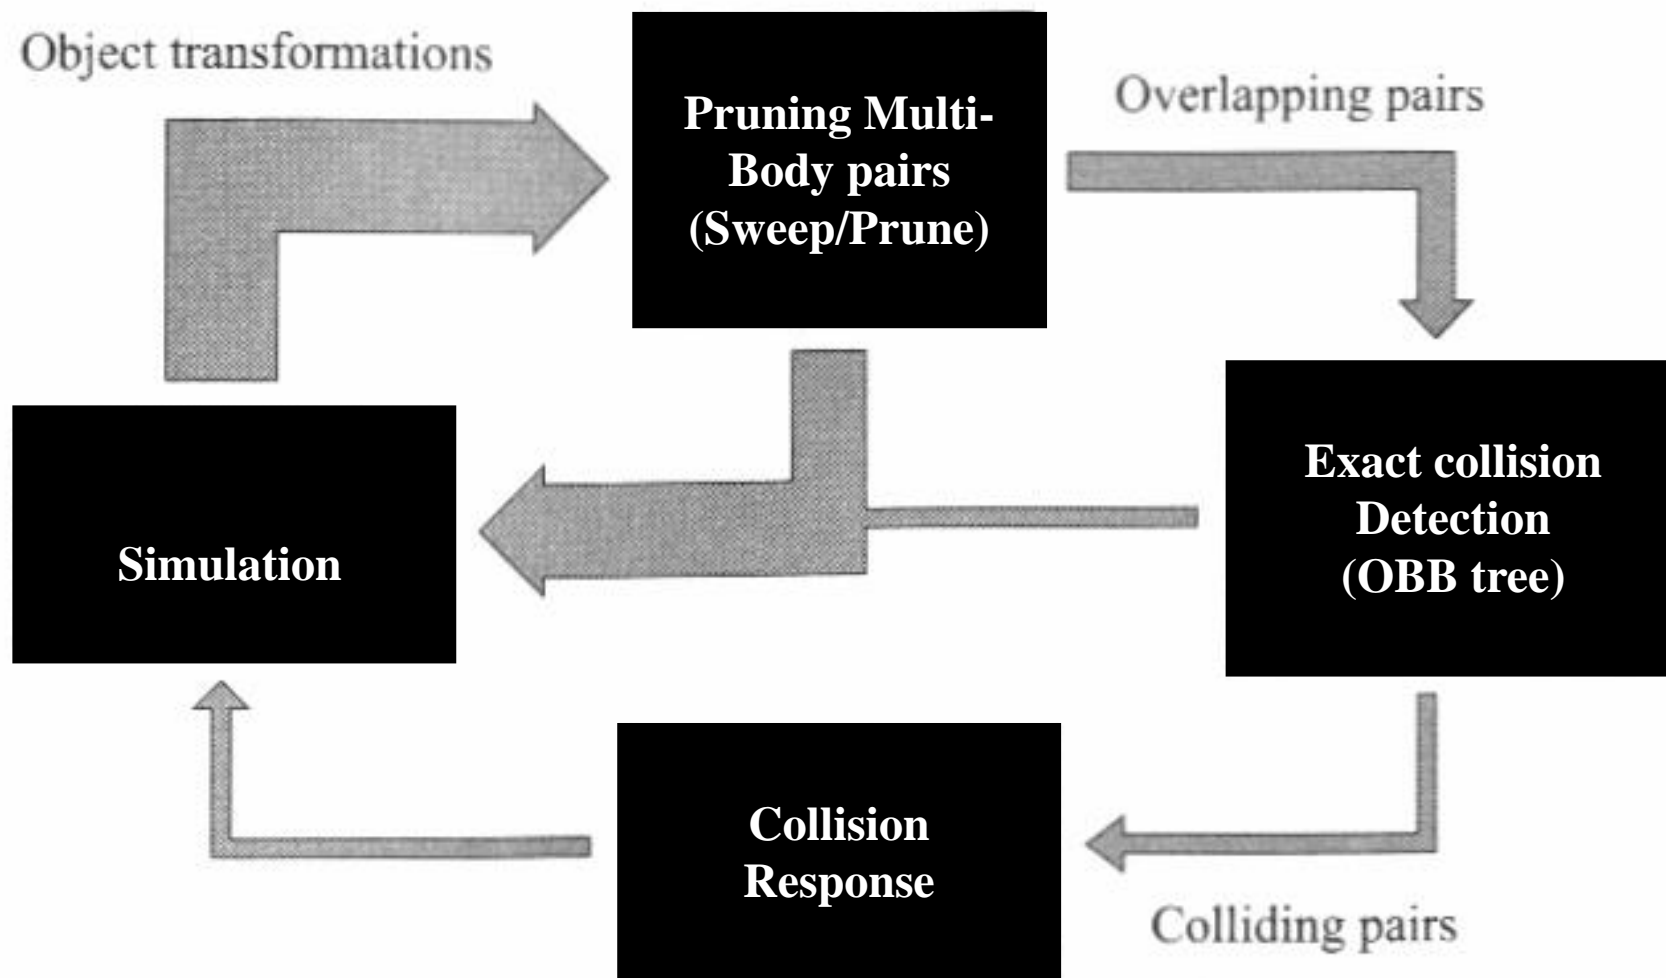 Object transformations
Pruning Multi-
Body pairs
(Sweep/Prune)
Overlapping pairs
Exact collision
Detection
(OBB tree)
Simulation
Collision
Response
Colliding pairs